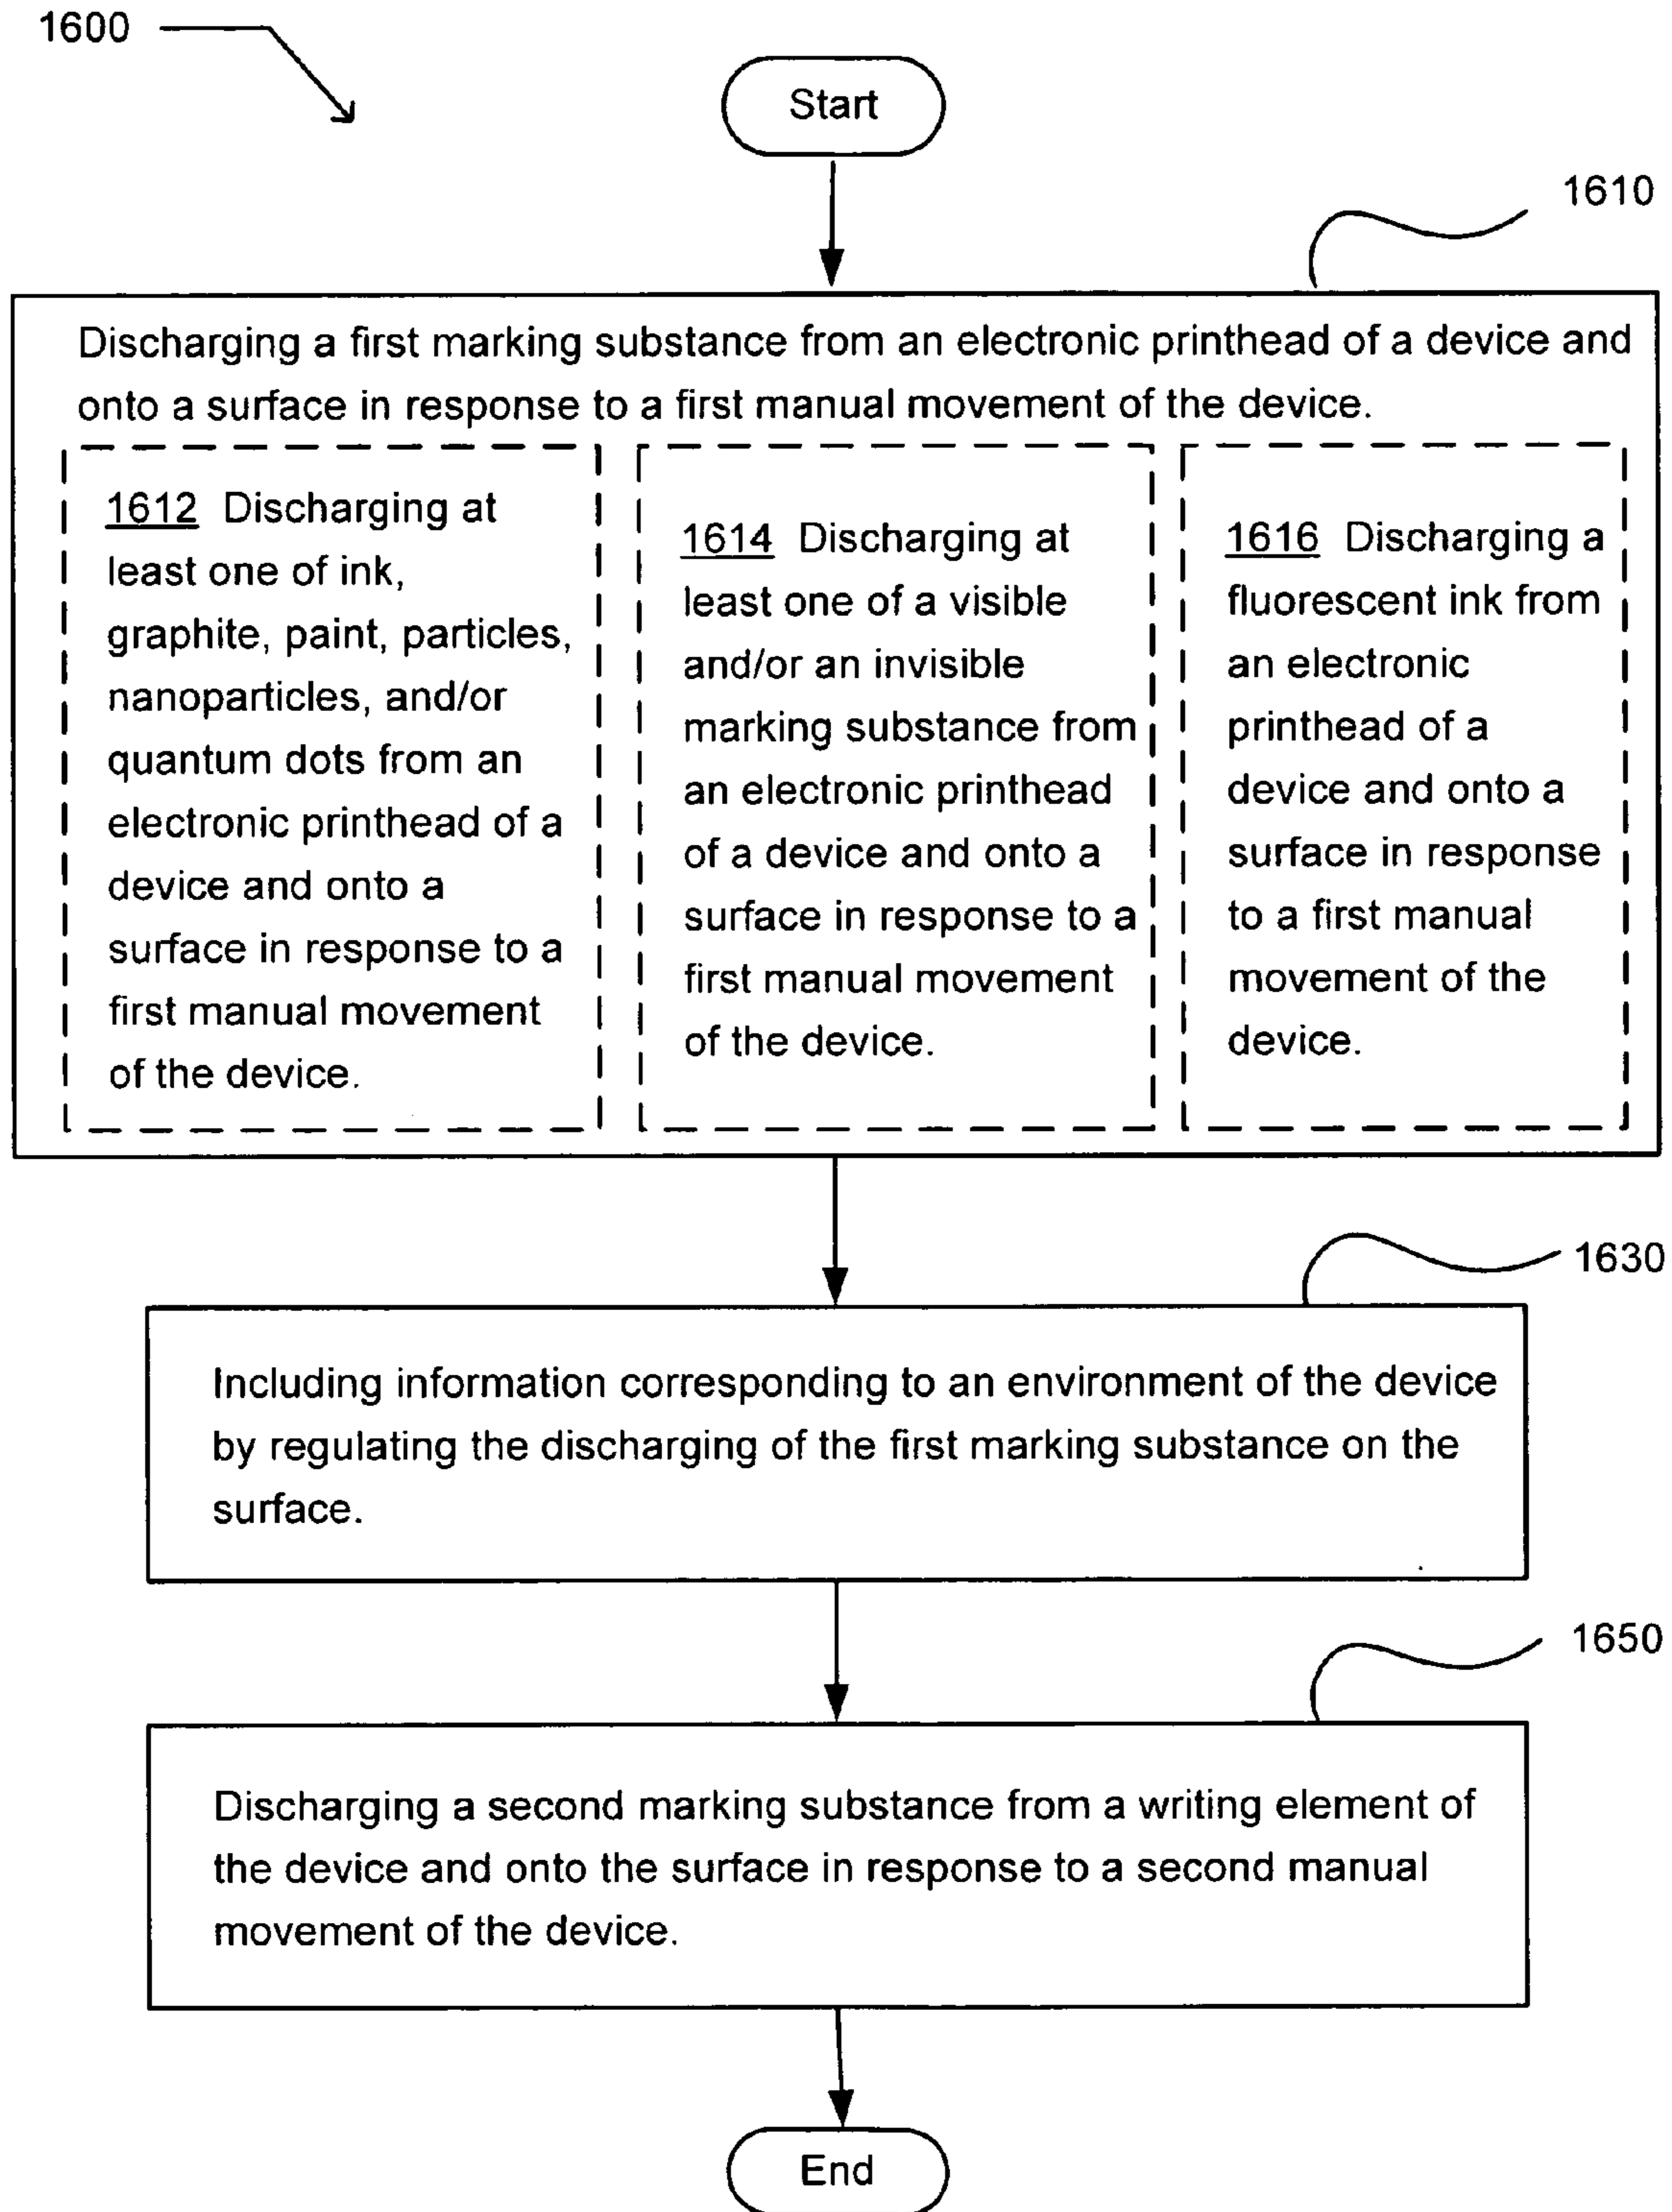 1600
Start
1610
Discharging a first marking substance from an electronic printhead of a device and
onto a surface in response to a first manual movement of the device.
1612 Discharging at
least one of ink,
graphite, paint, particles,
nanoparticles, and/or
quantum dots from an
electronic printhead of a
device and onto a
surface in response to a
first manual movement
of the device.
1614 Discharging at
least one of a visible
and/or an invisible
marking substance from
an electronic printhead
of a device and onto a
surface in response to a
first manual movement
of the device.
1616 Discharging a
fluorescent ink from
an electronic
printhead of a
device and onto a
surface in response
to a first manual
movement of the
device.
1630
Including information corresponding to an environment of the device
by regulating the discharging of the first marking substance on the
surface.
1650
Discharging a second marking substance from a writing element of
the device and onto the surface in response to a second manual
movement of the device.
End